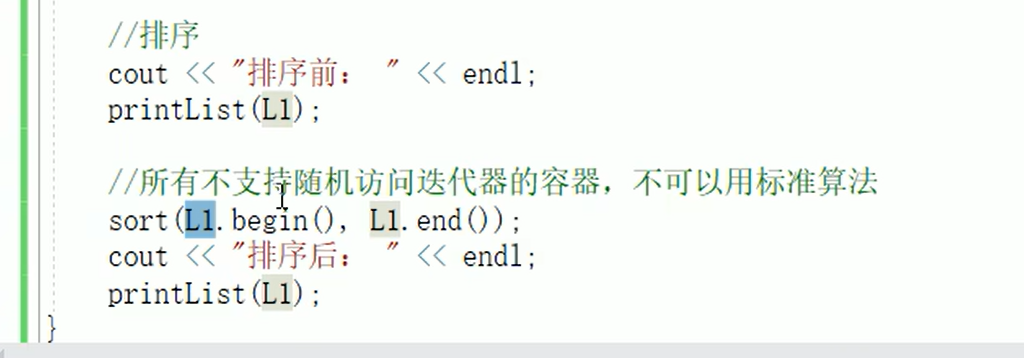 //排序
cout << "排序前： " << endl;
printList(L1);
//所有不支持随机访问迭代器的容器，不可以用标准算法
sort(L1.begin(), L1.end());
cout << "排序后： " << endl;
printList(L1);
}